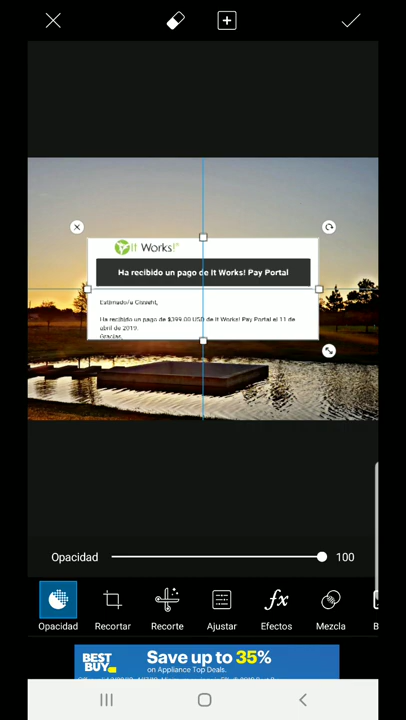 It Works!
Ha recibido un pago de It Works! Pay Portal
Estimado/a Cissehl,
Ha recibido un pago de $399.00 USD de It Works! Pay Portal el 11 de
abril de 2019.
Gracias,
Opacidad
100
Opacidad
Recortar
Recorte
Ajustar
fx
Efectos
Mezcla
B
BEST
BUY
Save up to 35%
on Appliance Top Deals.